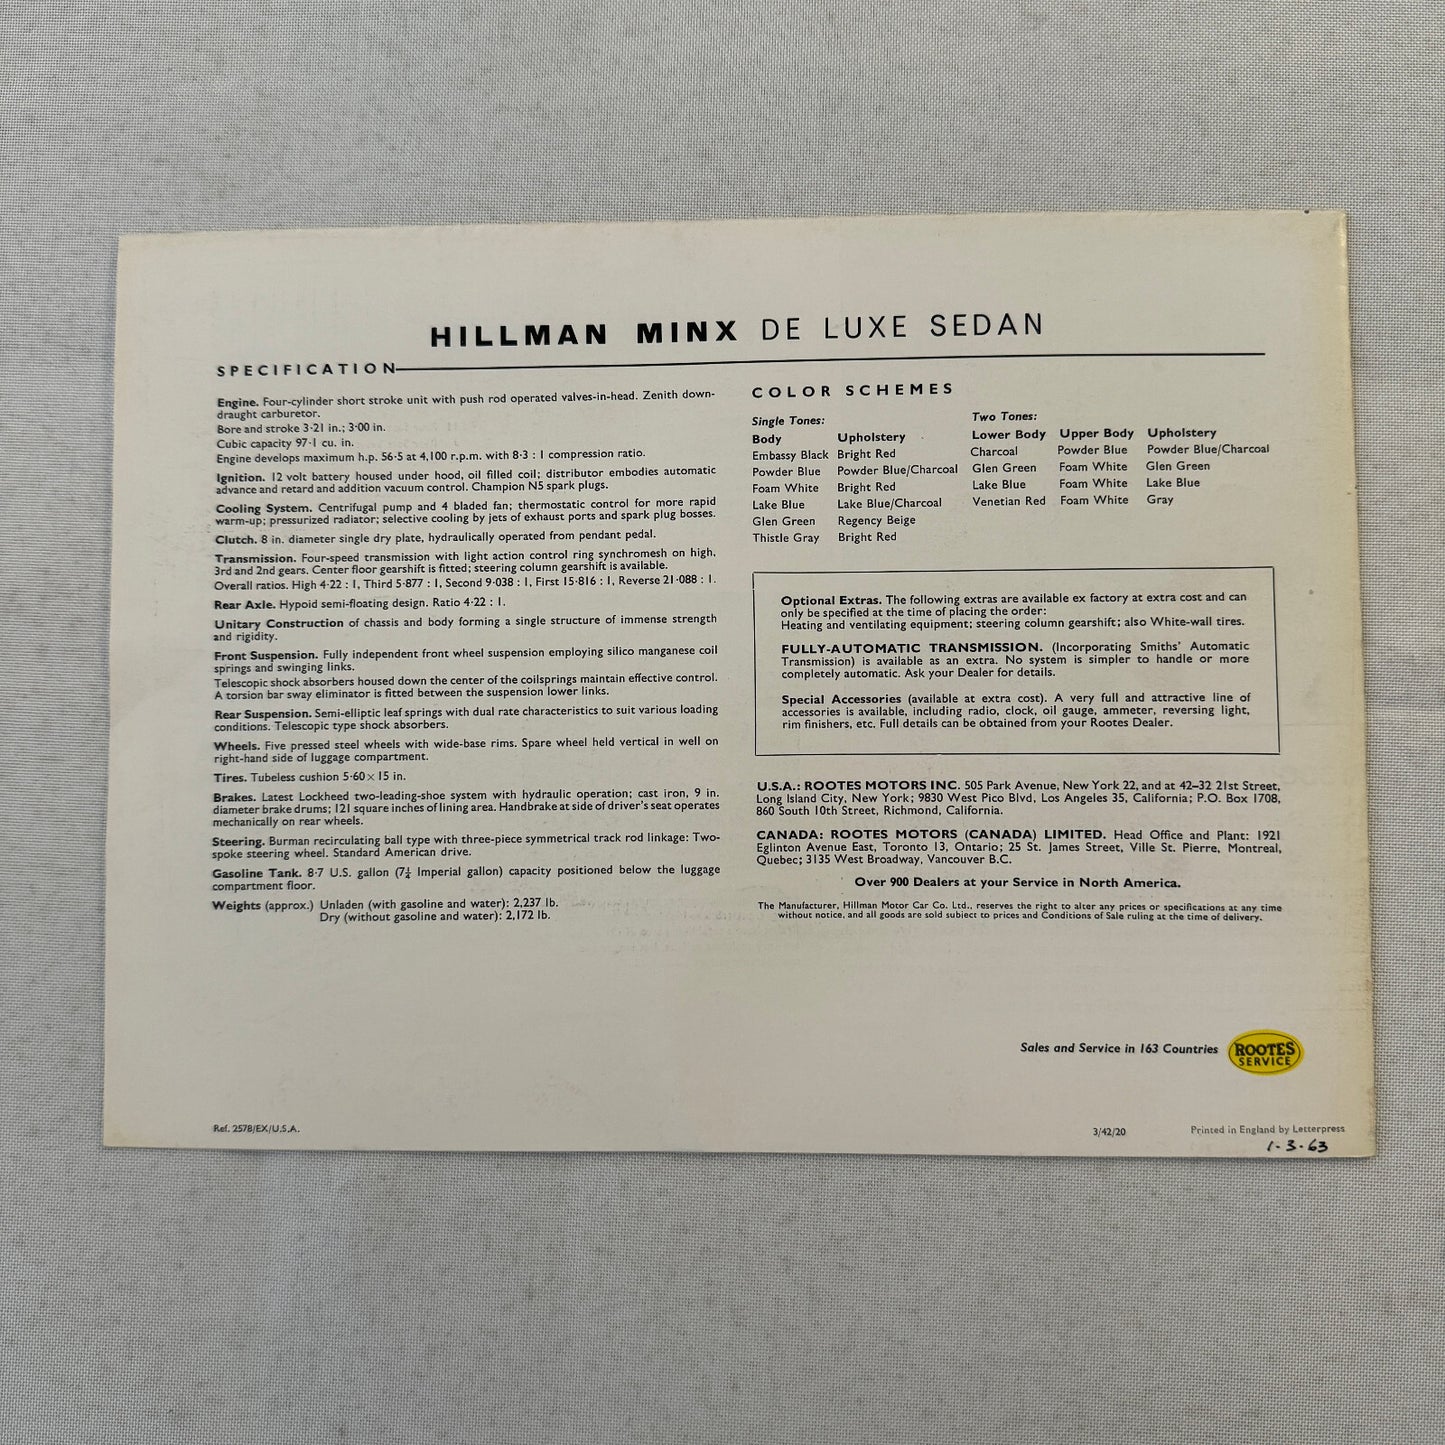 HILLMAN MINX DE LUXE SEDAN
SPECIFICATION
Engine. Four-cylinder short stroke unit with push rod operated valves-in-head. Zenith down-
draught carburetor.
Bore and stroke 3·21 in.; 3·00 in.
Cubic capacity 97·1 cu. in.
Engine develops maximum h.p. 56·5 at 4,100 r.p.m. with 8·3 : 1 compression ratio.
Ignition. 12 volt battery housed under hood, oil filled coil; distributor embodies automatic
advance and retard and addition vacuum control. Champion N5 spark plugs.
Cooling System. Centrifugal pump and 4 bladed fan; thermostatic control for more rapid
warm-up; pressurized radiator; selective cooling by jets of exhaust ports and spark plug bosses.
Clutch. 8 in. diameter single dry plate, hydraulically operated from pendant pedal.
Transmission. Four-speed transmission with light action control ring synchromesh on high,
3rd and 2nd gears. Center floor gearshift is fitted; steering column gearshift is available.
Overall ratios. High 4·22 : 1, Third 5·877 : 1, Second 9·038 : 1, First 15·816 : 1, Reverse 21·088 : 1.
Rear Axle. Hypoid semi-floating design. Ratio 4·22 : 1.
Unitary Construction of chassis and body forming a single structure of immense strength
and rigidity.
Front Suspension. Fully independent front wheel suspension employing silico manganese coil
springs and swinging links.
Telescopic shock absorbers housed down the center of the coilsprings maintain effective control.
A torsion bar sway eliminator is fitted between the suspension lower links.
Rear Suspension. Semi-elliptic leaf springs with dual rate characteristics to suit various loading
conditions. Telescopic type shock absorbers.
Wheels. Five pressed steel wheels with wide-base rims. Spare wheel held vertical in well on
right-hand side of luggage compartment.
Tires. Tubeless cushion 5·60 × 15 in.
Brakes. Latest Lockheed two-leading-shoe system with hydraulic operation; cast iron, 9 in.
diameter brake drums; 121 square inches of lining area. Handbrake at side of driver's seat operates
mechanically on rear wheels.
Steering. Burman recirculating ball type with three-piece symmetrical track rod linkage: Two-
spoke steering wheel. Standard American drive.
Gasoline Tank. 8·7 U.S. gallon (7¼ Imperial gallon) capacity positioned below the luggage
compartment floor.
Weights (approx.) Unladen (with gasoline and water): 2,237 lb.
Dry (without gasoline and water): 2,172 lb.
COLOR SCHEMES
Single Tones:
Body Upholstery
Embassy Black Bright Red
Powder Blue Powder Blue/Charcoal
Foam White Bright Red
Lake Blue Lake Blue/Charcoal
Glen Green Regency Beige
Thistle Gray Bright Red
Two Tones:
Lower Body Upper Body Upholstery
Charcoal Powder Blue Powder Blue/Charcoal
Glen Green Foam White Glen Green
Lake Blue Foam White Lake Blue
Venetian Red Foam White Gray
Optional Extras. The following extras are available ex factory at extra cost and can
only be specified at the time of placing the order:
Heating and ventilating equipment; steering column gearshift; also White-wall tires.
FULLY-AUTOMATIC TRANSMISSION. (Incorporating Smiths' Automatic
Transmission) is available as an extra. No system is simpler to handle or more
completely automatic. Ask your Dealer for details.
Special Accessories (available at extra cost). A very full and attractive line of
accessories is available, including radio, clock, oil gauge, ammeter, reversing light,
rim finishers, etc. Full details can be obtained from your Rootes Dealer.
U.S.A.: ROOTES MOTORS INC. 505 Park Avenue, New York 22, and at 42–32 21st Street,
Long Island City, New York; 9830 West Pico Blvd, Los Angeles 35, California; P.O. Box 1708,
860 South 10th Street, Richmond, California.
CANADA: ROOTES MOTORS (CANADA) LIMITED. Head Office and Plant: 1921
Eglinton Avenue East, Toronto 13, Ontario; 25 St. James Street, Ville St. Pierre, Montreal,
Quebec; 3135 West Broadway, Vancouver B.C.
Over 900 Dealers at your Service in North America.
The Manufacturer, Hillman Motor Car Co. Ltd., reserves the right to alter any prices or specifications at any time
without notice, and all goods are sold subject to prices and Conditions of Sale ruling at the time of delivery.
Sales and Service in 163 Countries
ROOTES
SERVICE
Ref. 2578/EX/U.S.A.
3/42/20
Printed in England by Letterpress
1-3-63